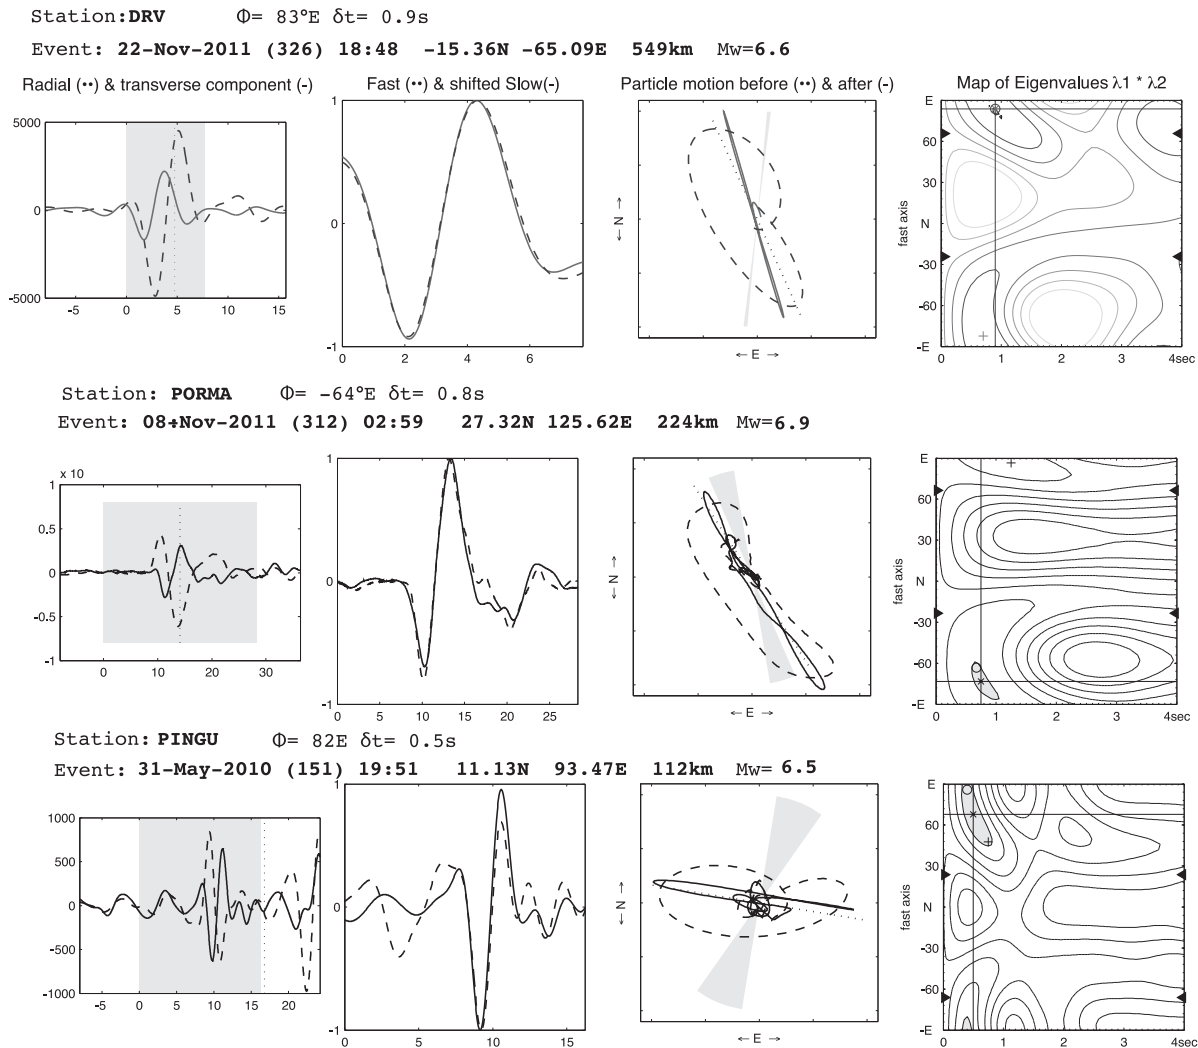 Station:DRV Φ= 83°E δt= 0.9s
Event: 22-Nov-2011 (326) 18:48 -15.36N -65.09E 549km Mw=6.6
Radial (••) & transverse component (-) Fast (••) & shifted Slow(-) Particle motion before (••) & after (-) Map of Eigenvalues λ1 * λ2
5000
0
-5000
-5 0 5 10 15
1
0
-1
0 2 4 6
← N →
← E →
fast axis
E
60
30
N
-30
-60
-E
0 1 2 3 4sec
Station: PORMA Φ= -64°E δt= 0.8s
Event: 08+Nov-2011 (312) 02:59 27.32N 125.62E 224km Mw=6.9
x 10
1
0.5
0
-0.5
-1
0 10 20 30
1
0
-1
0 5 10 15 20 25
← N →
← E →
fast axis
E
60
30
N
-30
-60
-E
0 1 2 3 4sec
Station: PINGU Φ= 82E δt= 0.5s
Event: 31-May-2010 (151) 19:51 11.13N 93.47E 112km Mw= 6.5
1000
500
0
-500
-1000
-5 0 5 10 15 20
1
0
-1
0 5 10 15
← N →
← E →
fast axis
E
60
30
N
-30
-60
-E
0 1 2 3 4sec